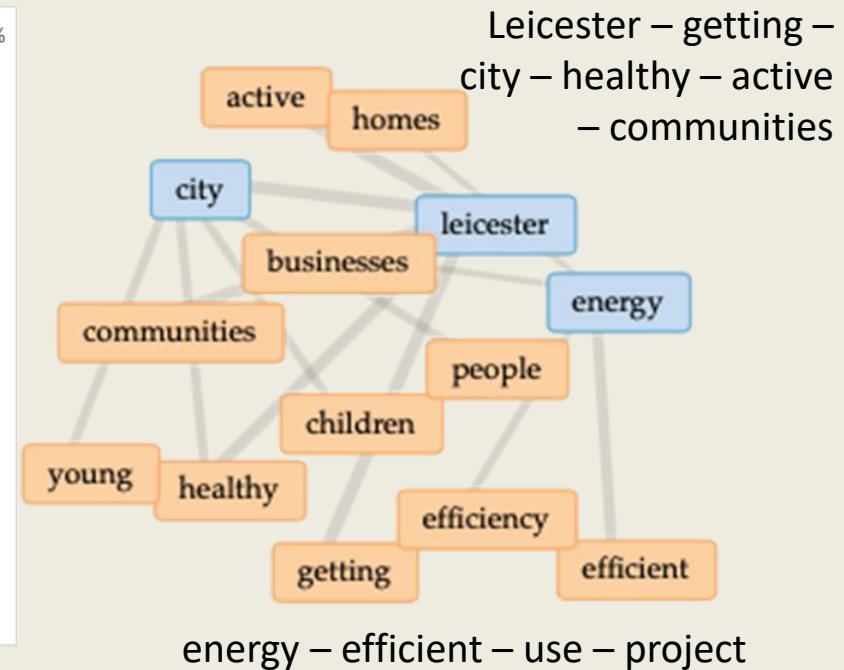 %
Leicester – getting –
city – healthy – active
– communities
active
homes
city
leicester
businesses
energy
communities
people
children
young
healthy
efficiency
getting
efficient
energy – efficient – use – project